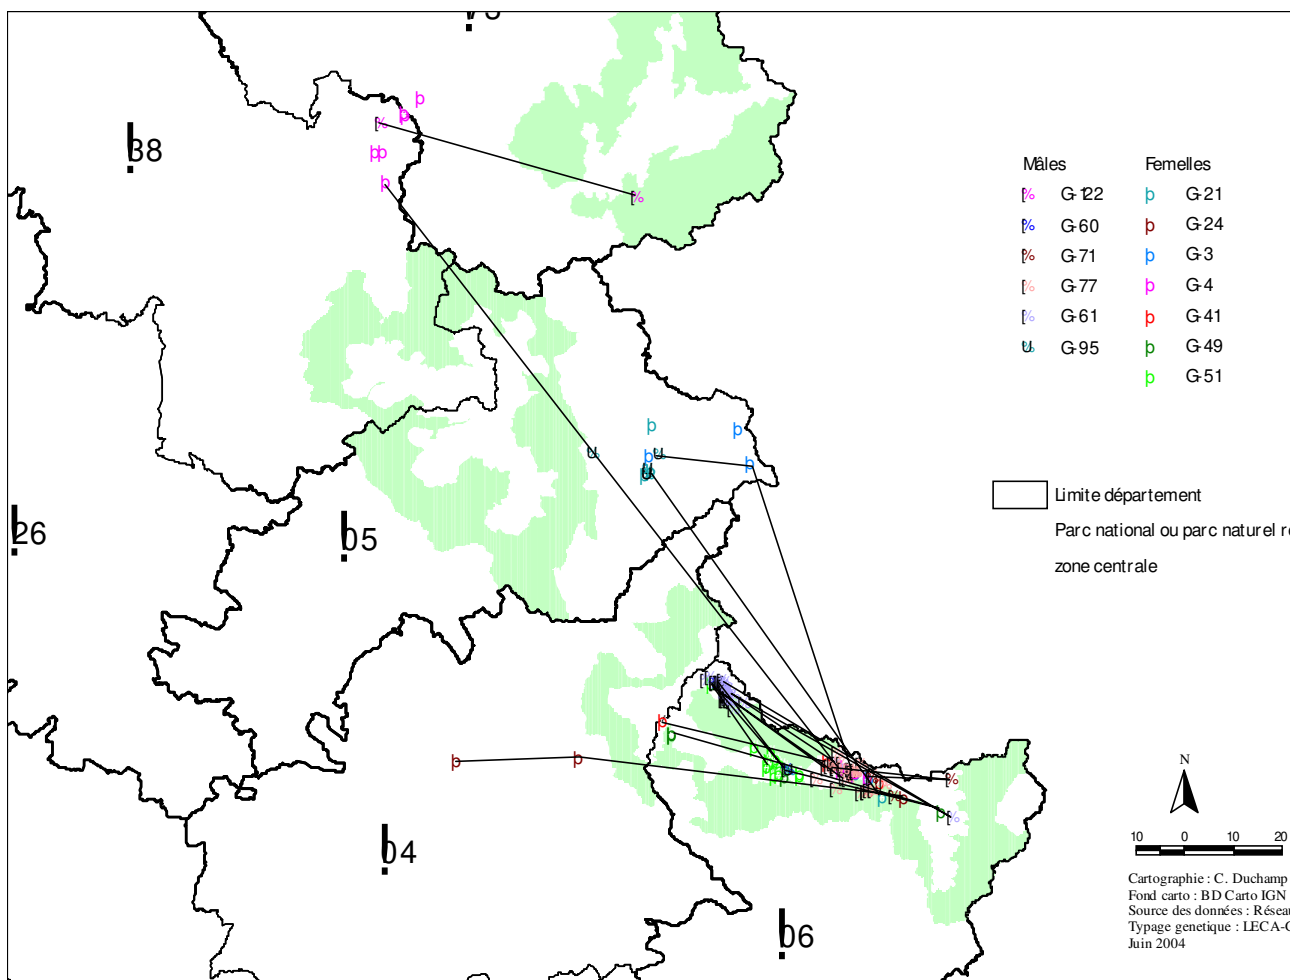 38
26
05
04
06
Mâles
G-122
G-60
G-71
G-77
G-61
G-95
Femelles
G-21
G-24
G-3
G-4
G-41
G-49
G-51
Limite département
Parc national ou parc naturel
zone centrale
N
10 0 10 20
Cartographie : C. Duchamp
Fond carto : BD Carto IGN
Source des données :
Typage genetique :
Juin 2004